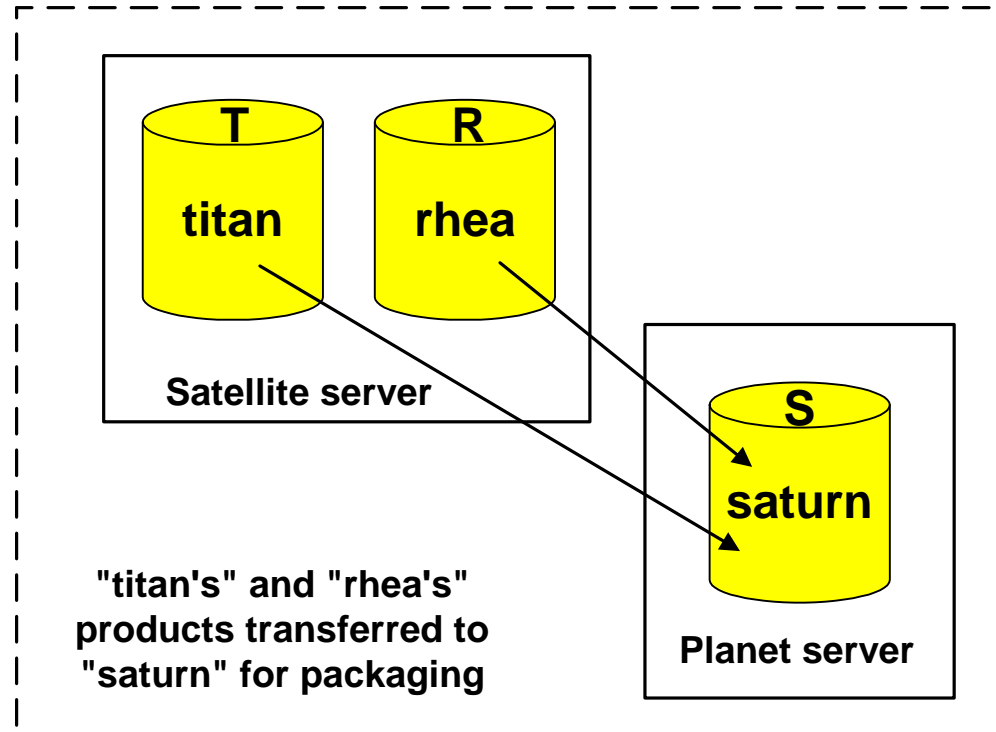 T
titan
R
rhea
Satellite server
S
saturn
Planet server
"titan's" and "rhea's"
products transferred to
"saturn" for packaging